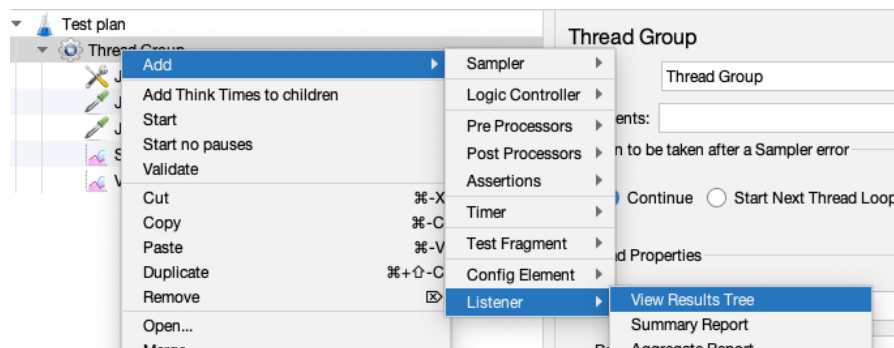 Test plan
Thread Group
Thread Group
Add
Sampler
Thread Group
Add Think Times to children
Logic Controller
Start
Pre Processors
ents:
Start no pauses
Post Processors
n to be taken after a Sampler error
Validate
Assertions
Cut ⌘-X
Continue
Start Next Thread Loop
Copy ⌘-C
Timer
Paste ⌘-V
Test Fragment
d Properties
Duplicate ⌘+⇧-C
Config Element
Remove ⌦
Listener
View Results Tree
Open...
Summary Report
Merge
Aggregate Report